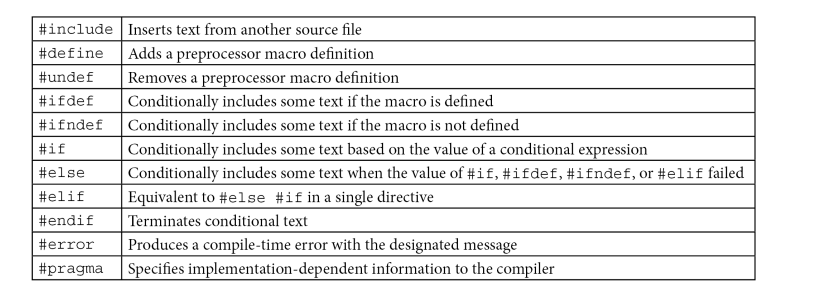 #include Inserts text from another source file
#define Adds a preprocessor macro definition
#undef Removes a preprocessor macro definition
#ifdef Conditionally includes some text if the macro is defined
#ifndef Conditionally includes some text if the macro is not defined
#if Conditionally includes some text based on the value of a conditional expression
#else Conditionally includes some text when the value of #if, #ifdef, #ifndef, or #elif failed
#elif Equivalent to #else #if in a single directive
#endif Terminates conditional text
#error Produces a compile-time error with the designated message
#pragma Specifies implementation-dependent information to the compiler